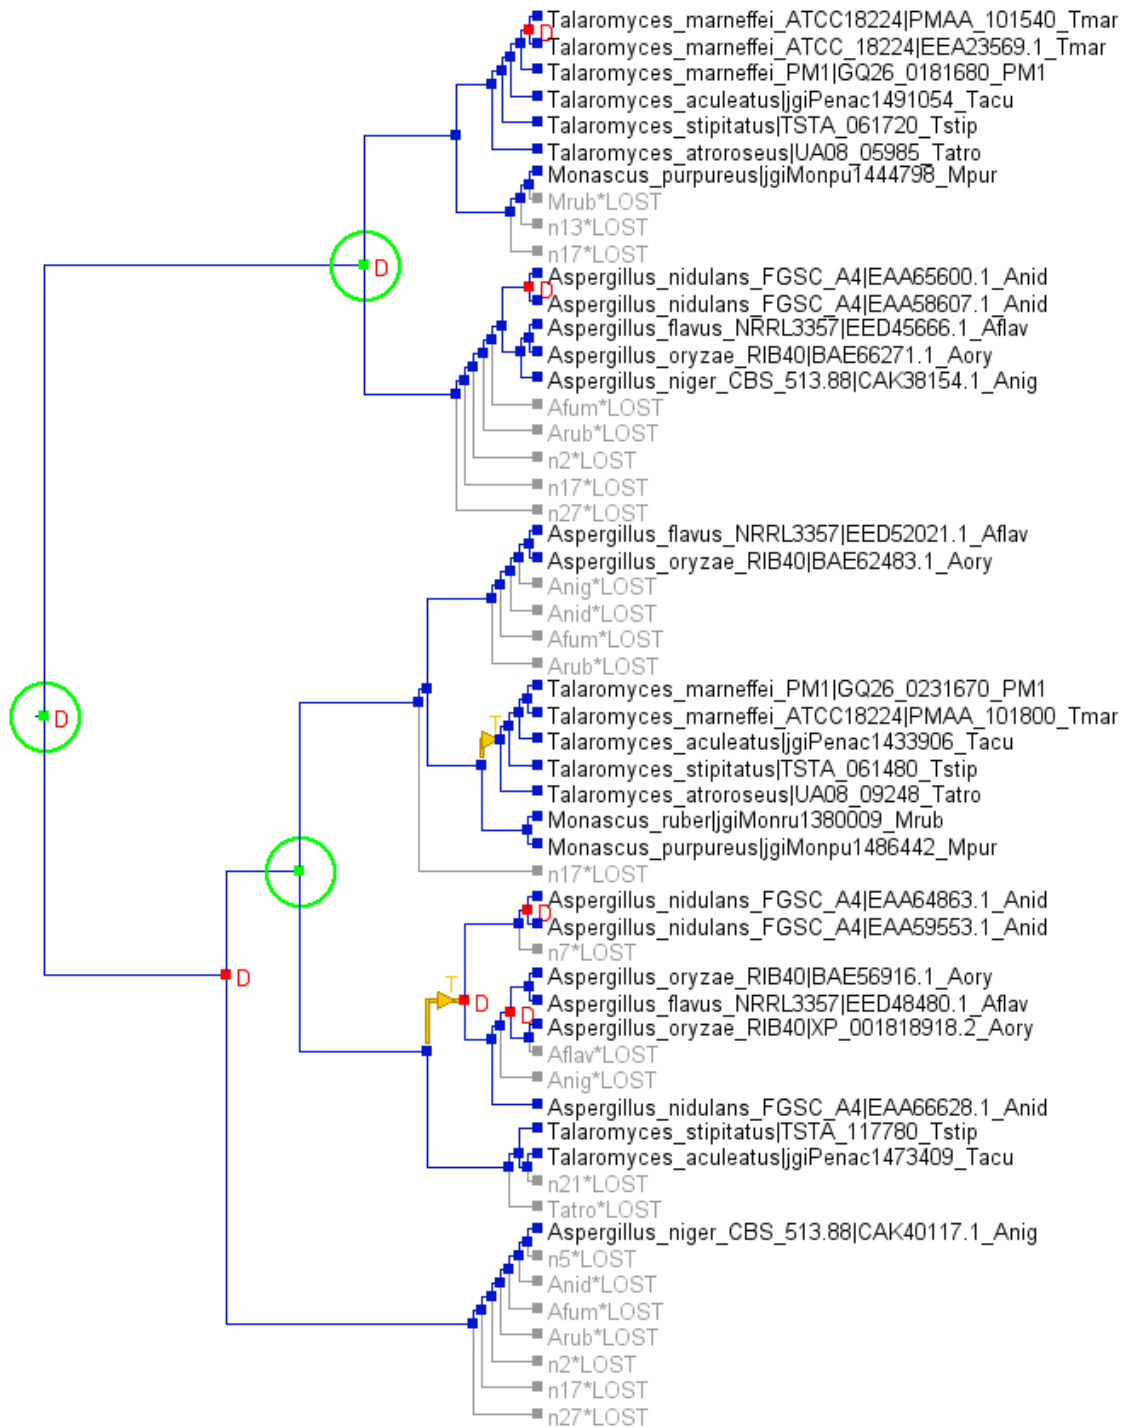 Talaromyces_marneffei_ATCC18224|PMAA_101540_Tmar
D
Talaromyces_marneffei_ATCC_18224|EEA23569.1_Tmar
Talaromyces_marneffei_PM1|GQ26_0181680_PM1
Talaromyces_aculeatus|jgiPenac1491054_Tacu
Talaromyces_stipitatus|TSTA_061720_Tstip
Talaromyces_atroroseus|UA08_05985_Tatro
Monascus_purpureus|jgiMonpu1444798_Mpur
Mrub*LOST
n13*LOST
n17*LOST
D
Aspergillus_nidulans_FGSC_A4|EAA65600.1_Anid
D
Aspergillus_nidulans_FGSC_A4|EAA58607.1_Anid
Aspergillus_flavus_NRRL3357|EED45666.1_Aflav
Aspergillus_oryzae_RIB40|BAE66271.1_Aory
Aspergillus_niger_CBS_513.88|CAK38154.1_Anig
Afum*LOST
Arub*LOST
n2*LOST
n17*LOST
n27*LOST
Aspergillus_flavus_NRRL3357|EED52021.1_Aflav
Aspergillus_oryzae_RIB40|BAE62483.1_Aory
Anig*LOST
Anid*LOST
Afum*LOST
Arub*LOST
Talaromyces_marneffei_PM1|GQ26_0231670_PM1
Talaromyces_marneffei_ATCC18224|PMAA_101800_Tmar
D
T
Talaromyces_aculeatus|jgiPenac1433906_Tacu
Talaromyces_stipitatus|TSTA_061480_Tstip
Talaromyces_atroroseus|UA08_09248_Tatro
Monascus_ruber|jgiMonru1380009_Mrub
Monascus_purpureus|jgiMonpu1486442_Mpur
n17*LOST
Aspergillus_nidulans_FGSC_A4|EAA64863.1_Anid
D
Aspergillus_nidulans_FGSC_A4|EAA59553.1_Anid
n7*LOST
D
Aspergillus_oryzae_RIB40|BAE56916.1_Aory
T
D
Aspergillus_flavus_NRRL3357|EED48480.1_Aflav
D
Aspergillus_oryzae_RIB40|XP_001818918.2_Aory
Aflav*LOST
Anig*LOST
Aspergillus_nidulans_FGSC_A4|EAA66628.1_Anid
Talaromyces_stipitatus|TSTA_117780_Tstip
Talaromyces_aculeatus|jgiPenac1473409_Tacu
n21*LOST
Tatro*LOST
Aspergillus_niger_CBS_513.88|CAK40117.1_Anig
n5*LOST
Anid*LOST
Afum*LOST
Arub*LOST
n2*LOST
n17*LOST
n27*LOST